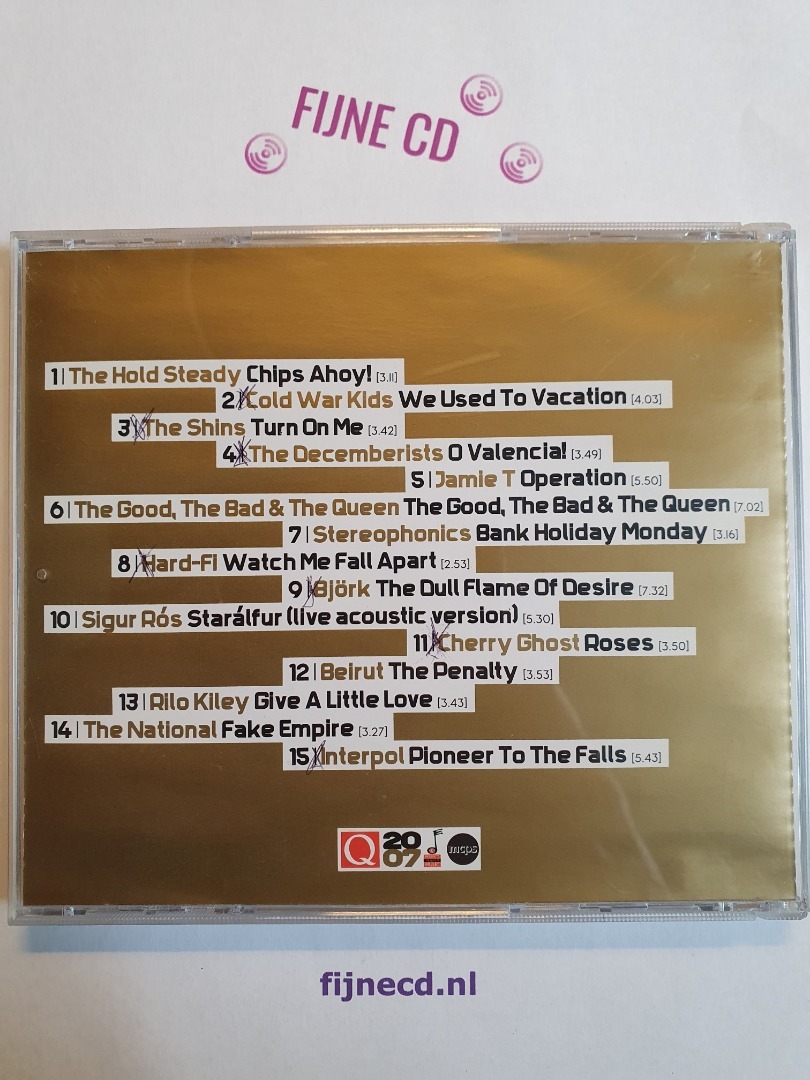 FIJNE CD
1|The Hold Steady Chips Ahoy! [3.11]
2|Cold War Kids We Used To Vacation [4.03]
3|The Shins Turn On Me [3.42]
4|The Decemberists O Valencia! [3.49]
5|Jamie T Operation [5.50]
6|The Good, The Bad & The Queen The Good, The Bad & The Queen [7.02]
7|Stereophonics Bank Holiday Monday [3.16]
8|Hard-Fi Watch Me Fall Apart [2.53]
9|Björk The Dull Flame Of Desire [7.32]
10|Sigur Rós Starálfur (live acoustic version) [5.30]
11|Cherry Ghost Roses [3.50]
12|Beirut The Penalty [3.53]
13|Rilo Kiley Give A Little Love [3.43]
14|The National Fake Empire [3.27]
15|Interpol Pioneer To The Falls [5.43]
Q 2007 mcps
fijnecd.nl